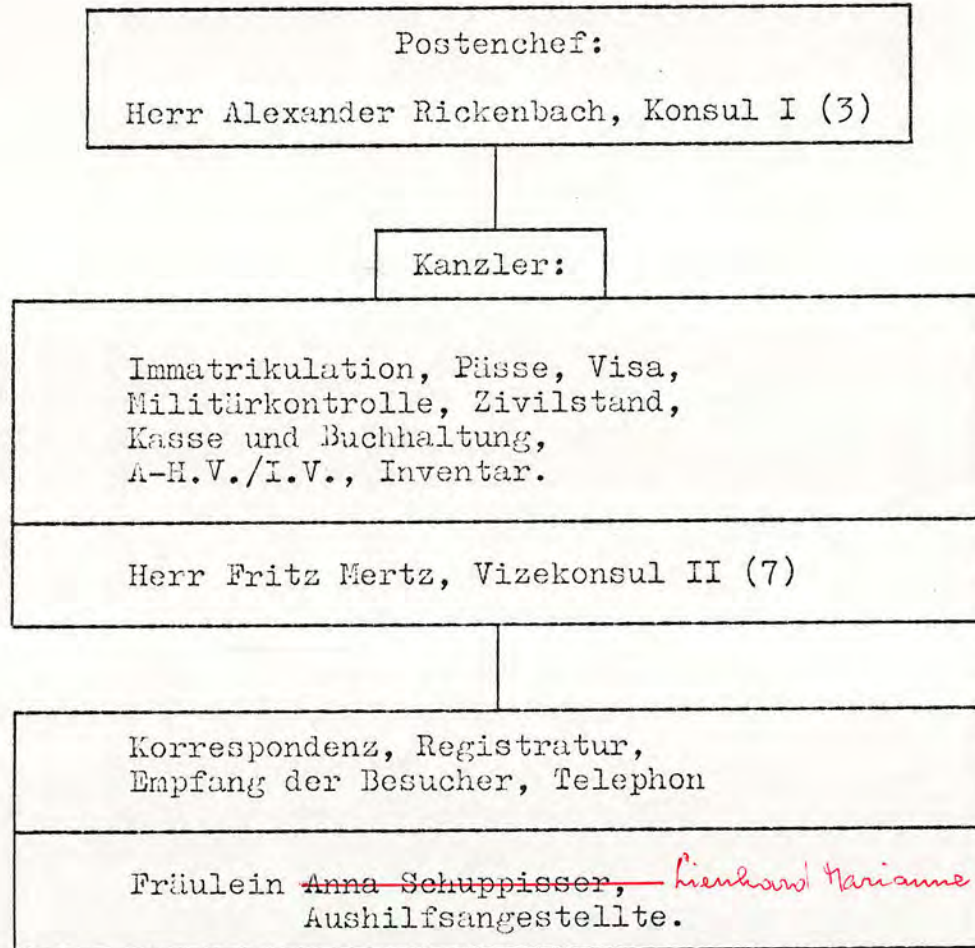 Postenchef:
Herr Alexander Rickenbach, Konsul I (3)
Kanzler:
Immatrikulation, Pässe, Visa,
Militärkontrolle, Zivilstand,
Kasse und Buchhaltung,
A-H.V./I.V., Inventar.
Herr Fritz Mertz, Vizekonsul II (7)
Korrespondenz, Registratur,
Empfang der Besucher, Telephon
Fräulein Anna Schuppisser, Lienhard Marianne
Aushilfsangestellte.